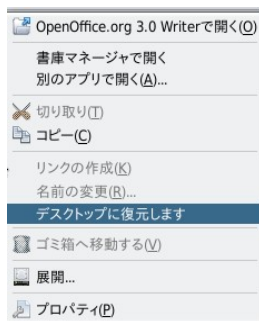 OpenOffice.org 3.0 Writerで開く(O)
書庫マネージャで開く
別のアプリで開く(A)...
切り取り(T)
コピー(C)
リンクの作成(K)
名前の変更(R)...
デスクトップに復元します
ゴミ箱へ移動する(V)
展開...
プロパティ(P)